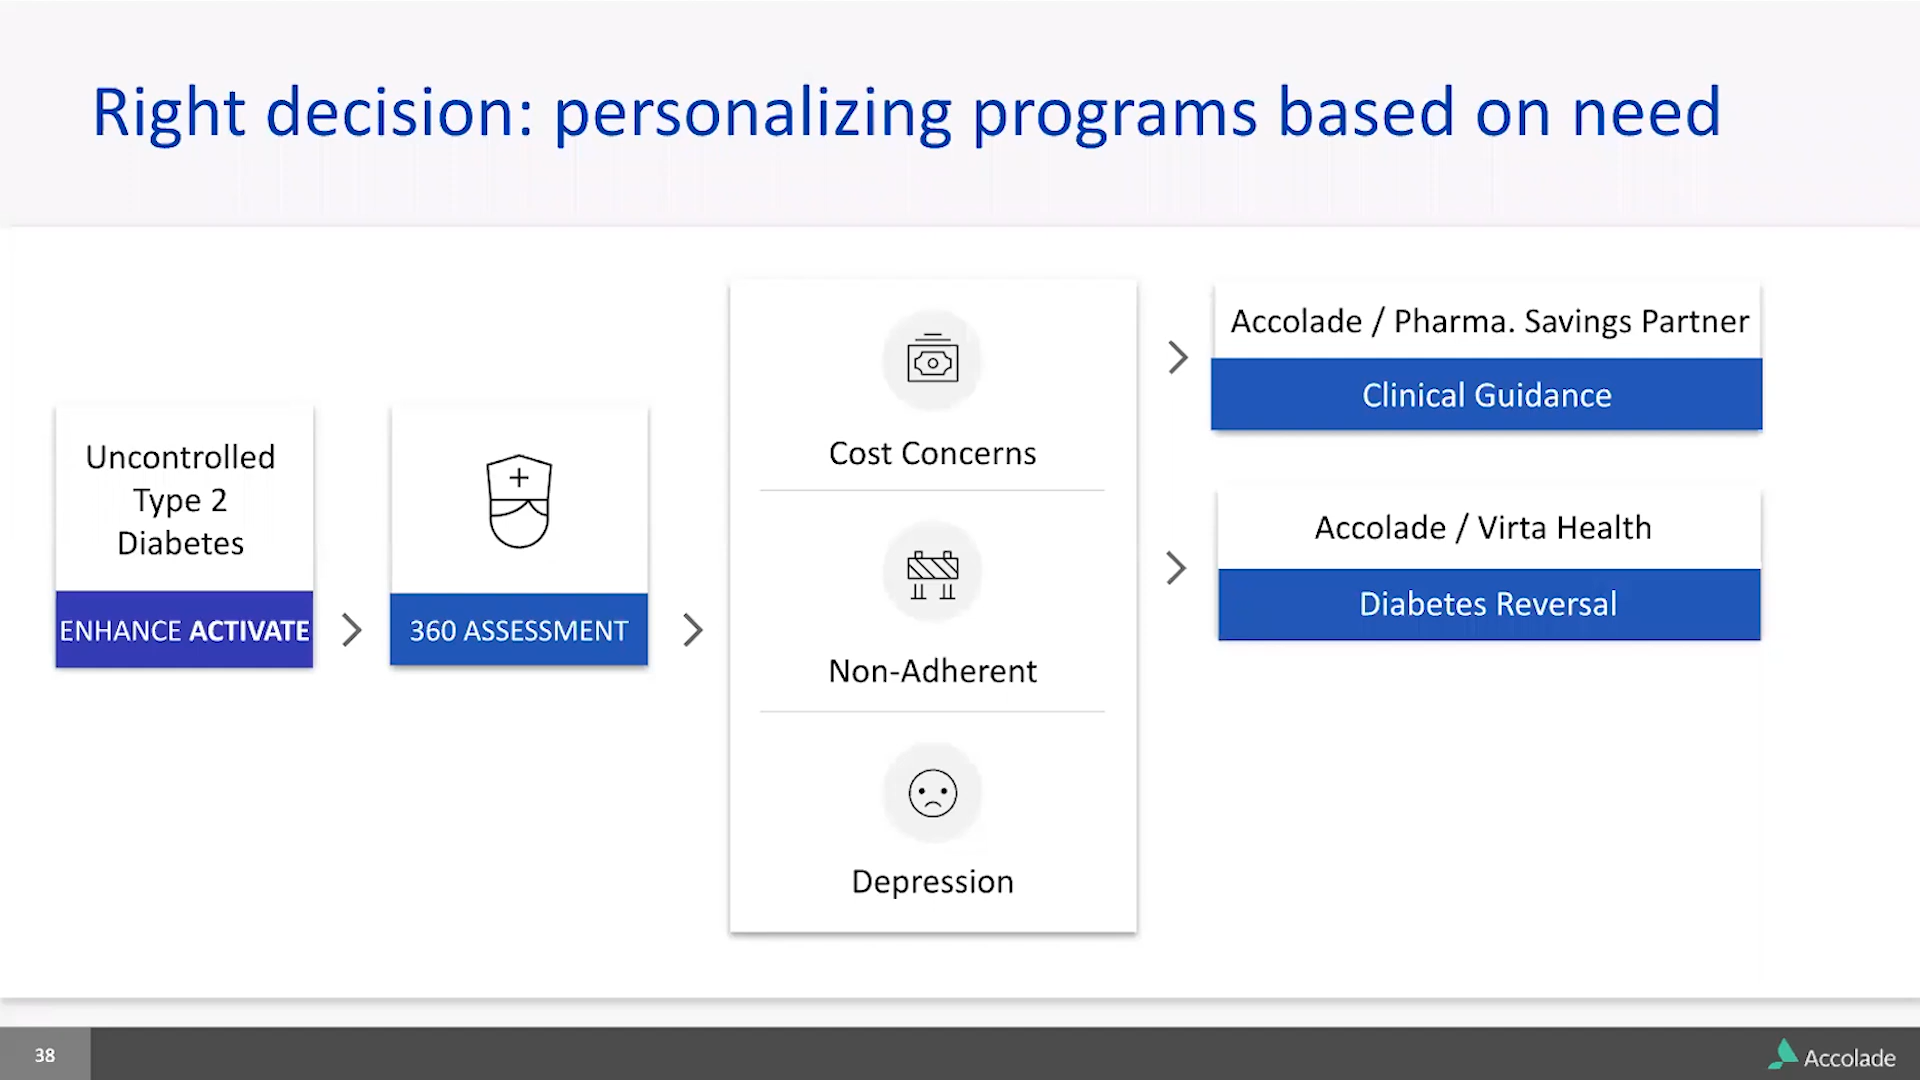 Right decision: personalizing programs based on need
Uncontrolled
Type 2
Diabetes
ENHANCE ACTIVATE
360 ASSESSMENT
Cost Concerns
Non-Adherent
Depression
Accolade / Pharma. Savings Partner
Clinical Guidance
Accolade / Virta Health
Diabetes Reversal
38
Accolade